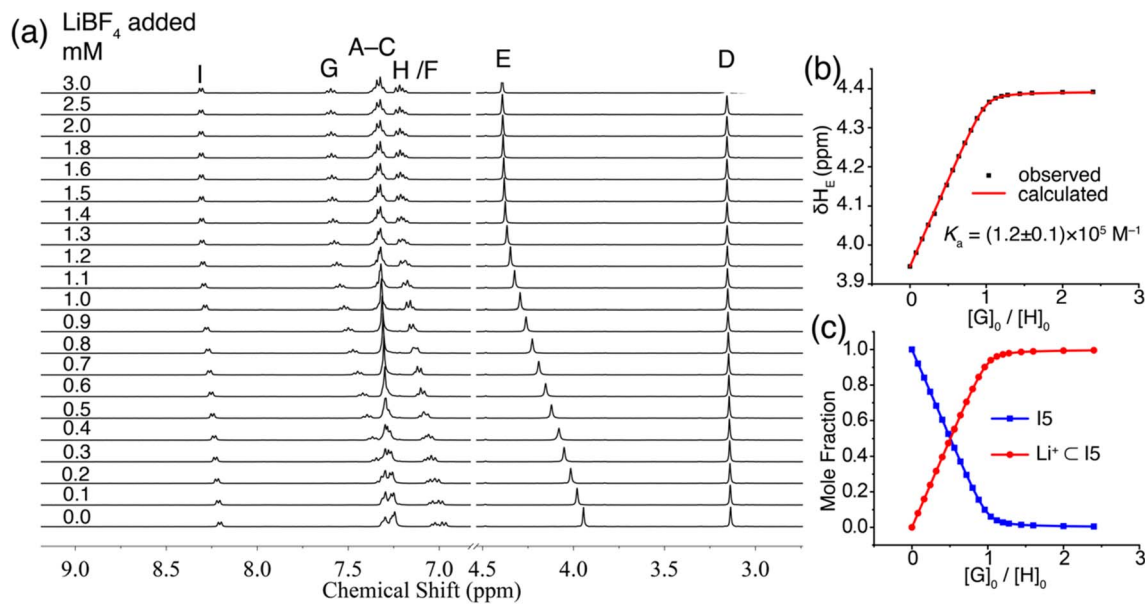 (a)
LiBF₄ added
mM
I
G
A–C
H /F
E
D
3.0
2.5
2.0
1.8
1.6
1.5
1.4
1.3
1.2
1.1
1.0
0.9
0.8
0.7
0.6
0.5
0.4
0.3
0.2
0.1
0.0
9.0 8.5 8.0 7.5 7.0 4.5 4.0 3.5 3.0
Chemical Shift (ppm)
(b)
4.4
4.3
4.2
4.1
4.0
3.9
δH_E (ppm)
observed
calculated
Kₐ = (1.2±0.1)×10⁵ M⁻¹
0 1 2 3
[G]₀ / [H]₀
(c)
1.0
0.8
0.6
0.4
0.2
0.0
Mole Fraction
I5
Li⁺ ⊂ I5
0 1 2 3
[G]₀ / [H]₀